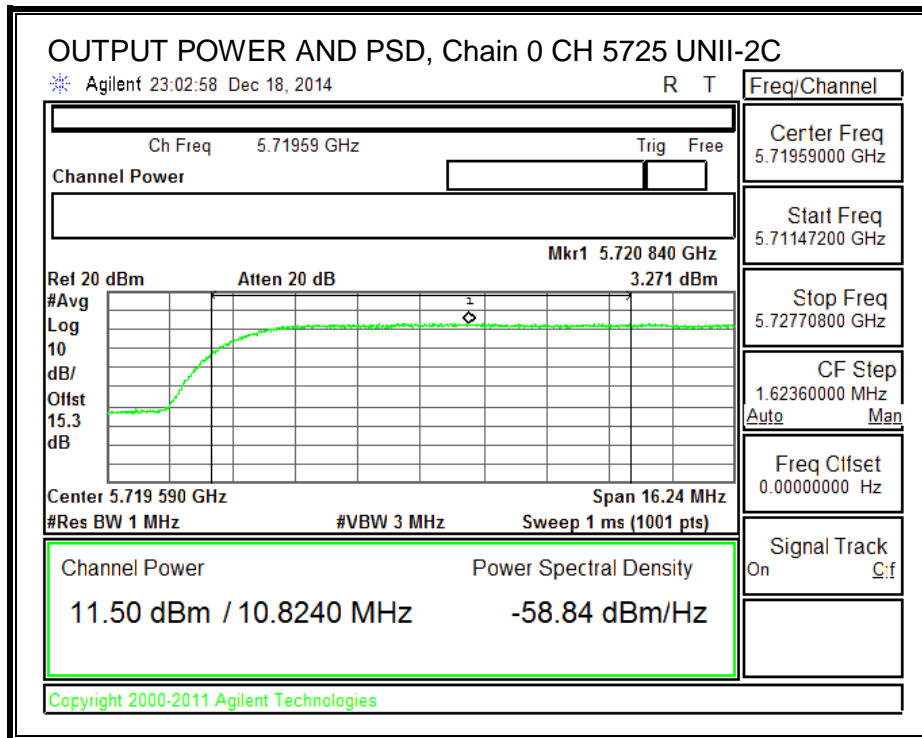 OUTPUT POWER AND PSD, Chain 0 CH 5725 UNII-2C
Agilent 23:02:58 Dec 18, 2014 R T
Ch Freq 5.71959 GHz Trig Free
Channel Power
Mkr1 5.720 840 GHz
Ref 20 dBm Atten 20 dB 3.271 dBm
#Avg
Log
10
dB/
Offst
15.3
dB
1
Center 5.719 590 GHz Span 16.24 MHz
#Res BW 1 MHz #VBW 3 MHz Sweep 1 ms (1001 pts)
Channel Power Power Spectral Density
11.50 dBm / 10.8240 MHz -58.84 dBm/Hz
Copyright 2000-2011 Agilent Technologies
Freq/Channel
Center Freq
5.71959000 GHz
Start Freq
5.71147200 GHz
Stop Freq
5.72770800 GHz
CF Step
1.62360000 MHz
Auto Man
Freq Offset
0.00000000 Hz
Signal Track
On Off